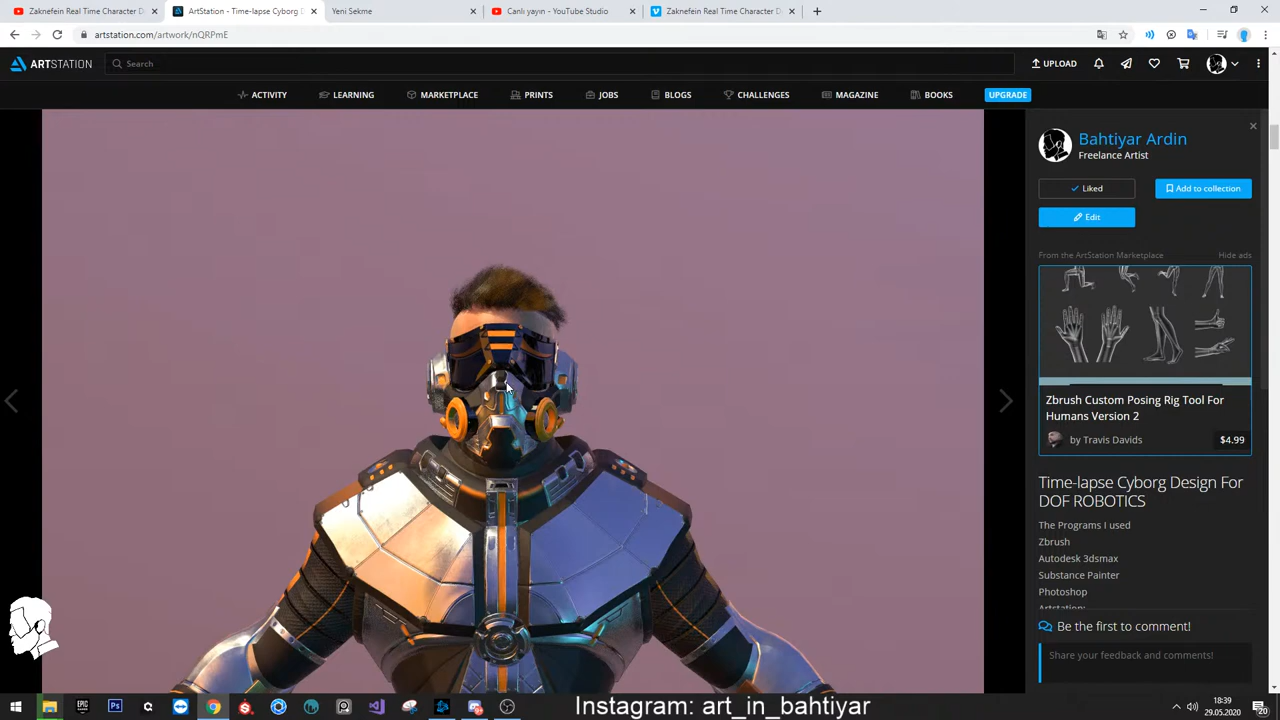 Zaknefein Real Time Character D
ArtStation - Time-lapse Cyborg D
Yeni Sekme
Canlı yayın - YouTube Studio
Zaknefein Real Time Character D
artstation.com/artwork/nQRPmE
ARTSTATION
Search
UPLOAD
ACTIVITY
LEARNING
MARKETPLACE
PRINTS
JOBS
BLOGS
CHALLENGES
MAGAZINE
BOOKS
UPGRADE
Bahtiyar Ardin
Freelance Artist
Liked
Add to collection
Edit
From the ArtStation Marketplace
Hide ads
Zbrush Custom Posing Rig Tool For
Humans Version 2
by Travis Davids
$4.99
Time-lapse Cyborg Design For
DOF ROBOTICS
The Programs I used
Zbrush
Autodesk 3dsmax
Substance Painter
Photoshop
Artstation:
Be the first to comment!
Share your feedback and comments!
Instagram: art_in_bahtiyar
18:39
29.05.2020
20